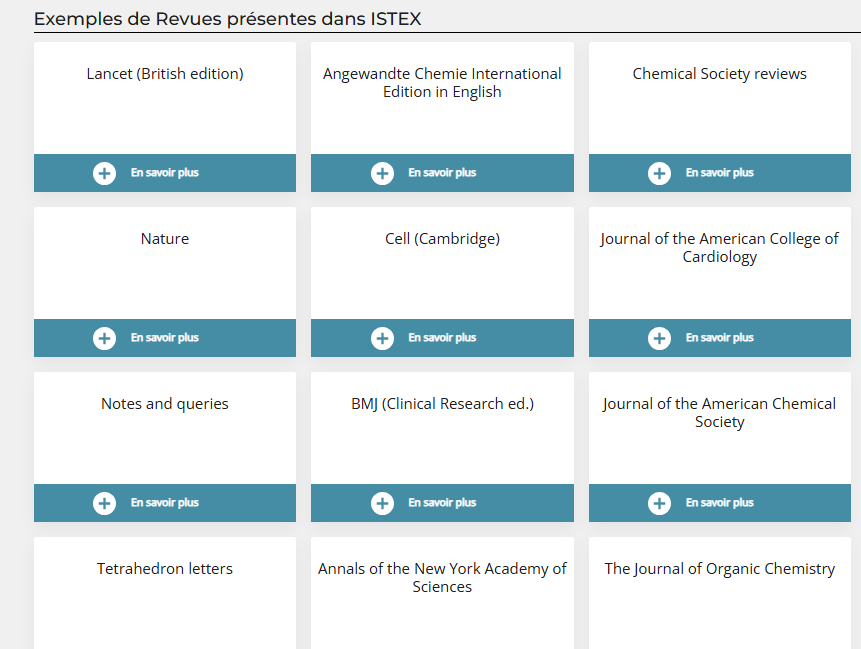 Exemples de Revues présentes dans ISTEX
Lancet (British edition)
En savoir plus
Angewandte Chemie International
Edition in English
En savoir plus
Chemical Society reviews
En savoir plus
Nature
En savoir plus
Cell (Cambridge)
En savoir plus
Journal of the American College of
Cardiology
En savoir plus
Notes and queries
En savoir plus
BMJ (Clinical Research ed.)
En savoir plus
Journal of the American Chemical
Society
En savoir plus
Tetrahedron letters
Annals of the New York Academy of
Sciences
The Journal of Organic Chemistry